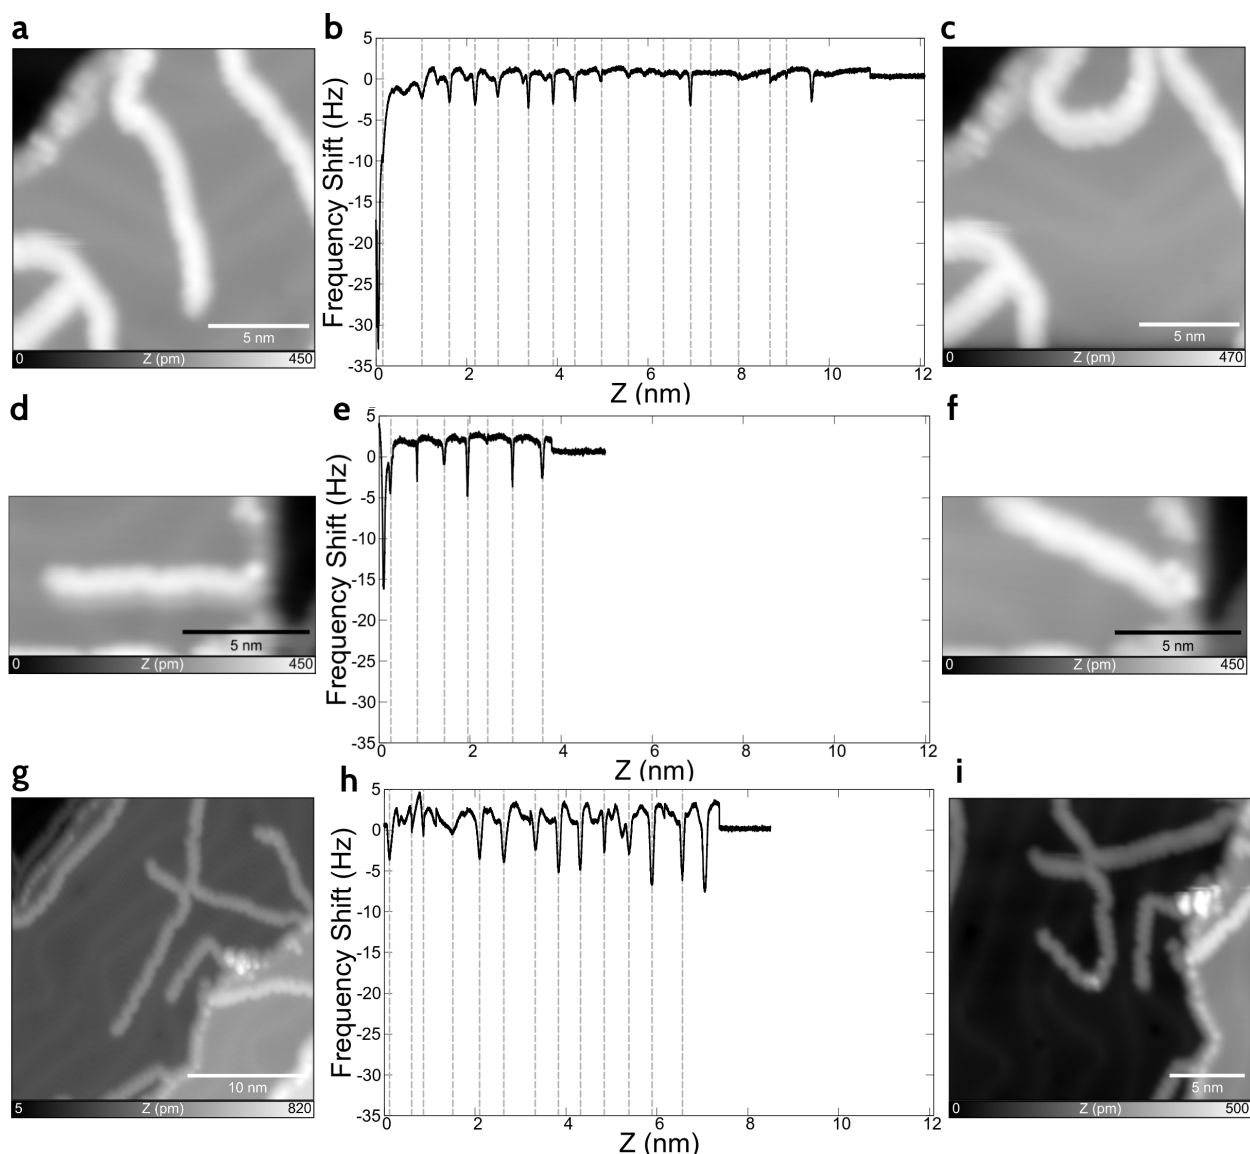 a
5 nm
0 Z (pm) 450
b
Frequency Shift (Hz)
5
0
-5
-10
-15
-20
-25
-30
-35
0 2 4 6 8 10 12
Z (nm)
c
5 nm
0 Z (pm) 470
d
5 nm
0 Z (pm) 450
e
Frequency Shift (Hz)
5
0
-5
-10
-15
-20
-25
-30
-35
0 2 4 6 8 10 12
Z (nm)
f
5 nm
0 Z (pm) 450
g
10 nm
5 Z (pm) 820
h
Frequency Shift (Hz)
5
0
-5
-10
-15
-20
-25
-30
-35
0 2 4 6 8 10 12
Z (nm)
i
5 nm
0 Z (pm) 500